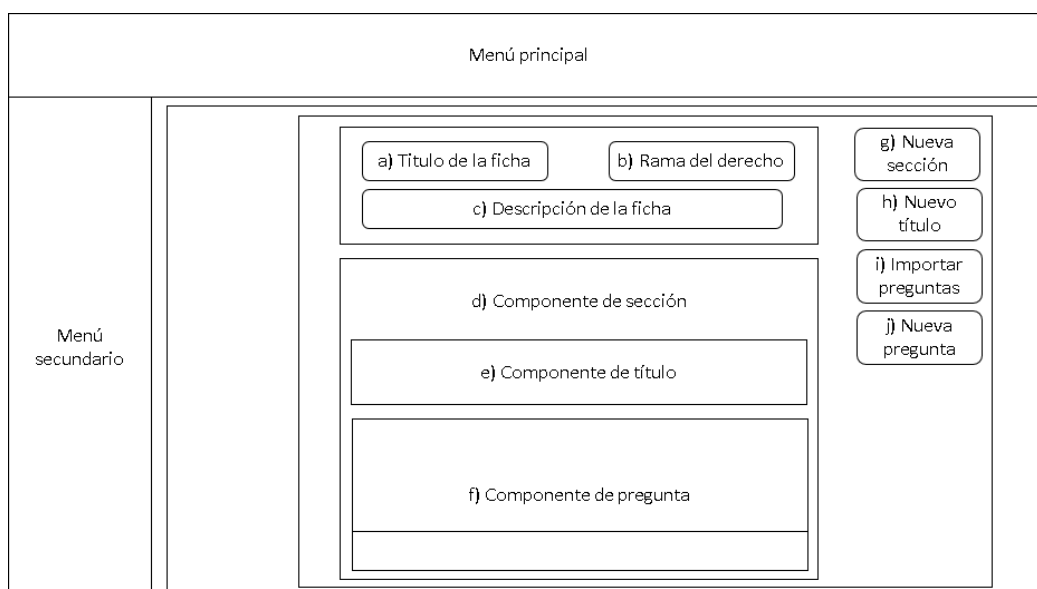 Menú principal
Menú
secundario
a) Titulo de la ficha
b) Rama del derecho
c) Descripción de la ficha
d) Componente de sección
e) Componente de título
f) Componente de pregunta
g) Nueva
sección
h) Nuevo
título
i) Importar
preguntas
j) Nueva
pregunta